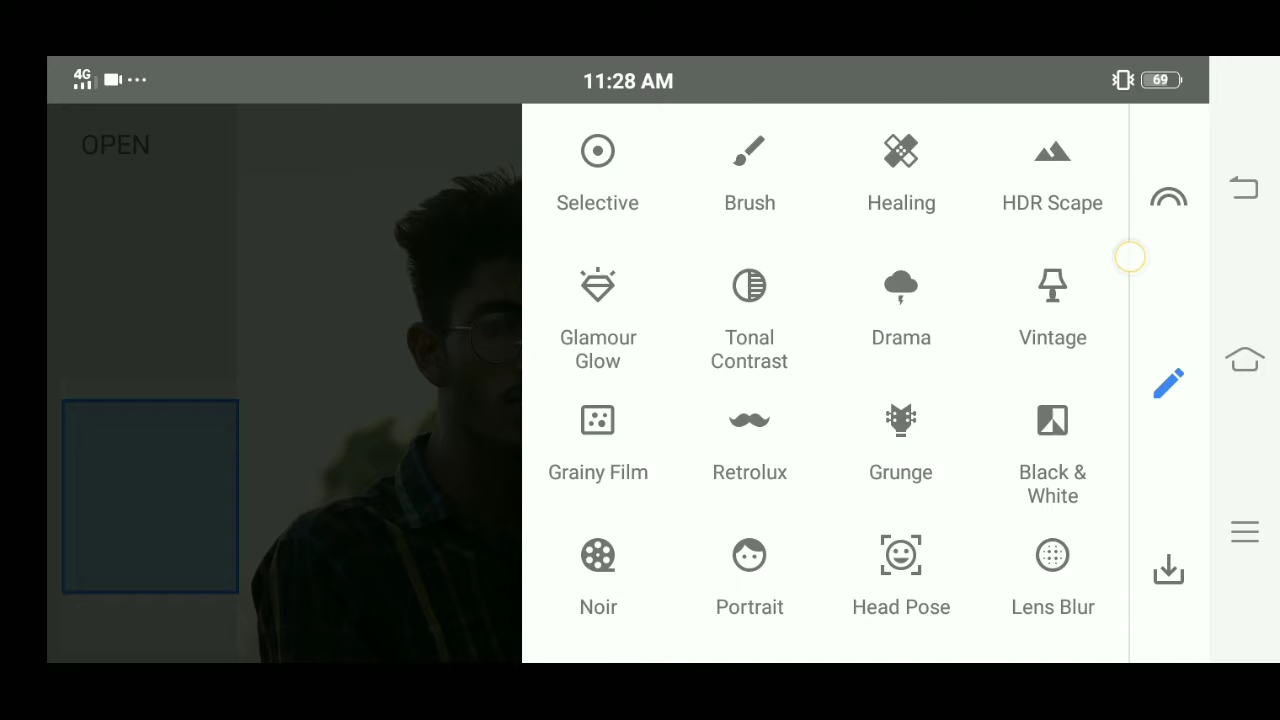 4G
11:28 AM
69
OPEN
Selective
Brush
Healing
HDR Scape
Glamour
Glow
Tonal
Contrast
Drama
Vintage
Grainy Film
Retrolux
Grunge
Black &
White
Noir
Portrait
Head Pose
Lens Blur